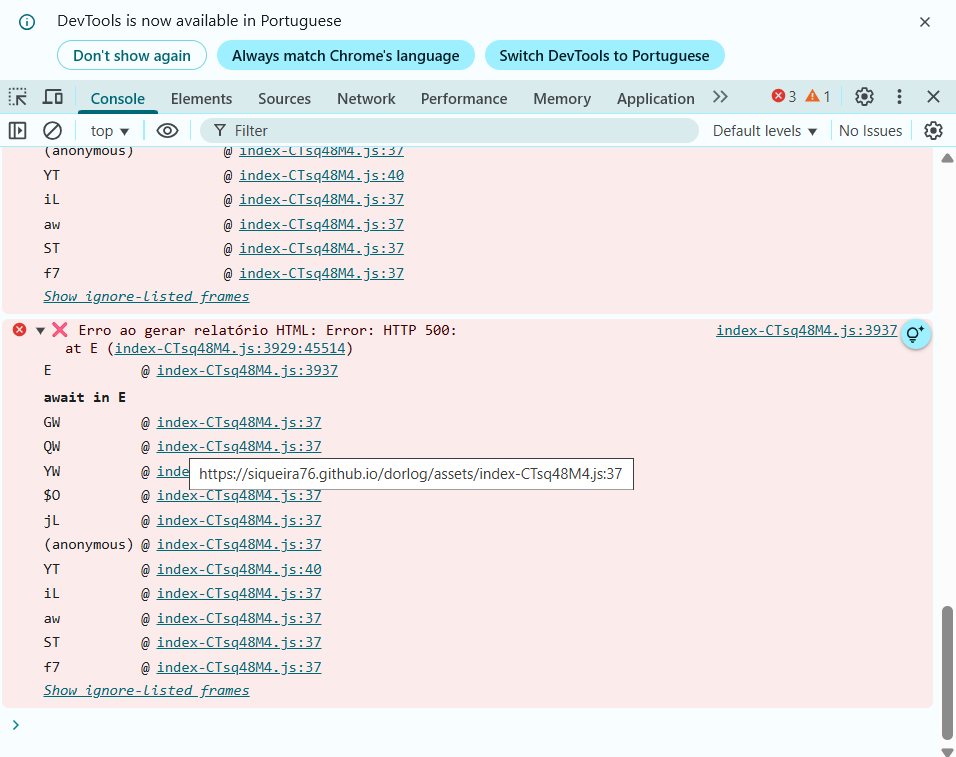 DevTools is now available in Portuguese
Don't show again Always match Chrome's language Switch DevTools to Portuguese
Console Elements Sources Network Performance Memory Application 3 1
top Filter Default levels No Issues
(anonymous) @ index-CTsq48M4.js:37
YT @ index-CTsq48M4.js:40
iL @ index-CTsq48M4.js:37
aw @ index-CTsq48M4.js:37
ST @ index-CTsq48M4.js:37
f7 @ index-CTsq48M4.js:37
Show ignore-listed frames
❌ Erro ao gerar relatório HTML: Error: HTTP 500: index-CTsq48M4.js:3937
at E (index-CTsq48M4.js:3929:45514)
E @ index-CTsq48M4.js:3937
await in E
GW @ index-CTsq48M4.js:37
QW @ index-CTsq48M4.js:37
YW @ inde
https://siqueira76.github.io/dorlog/assets/index-CTsq48M4.js:37
$O @ index-CTsq48M4.js:37
jL @ index-CTsq48M4.js:37
(anonymous) @ index-CTsq48M4.js:37
YT @ index-CTsq48M4.js:40
iL @ index-CTsq48M4.js:37
aw @ index-CTsq48M4.js:37
ST @ index-CTsq48M4.js:37
f7 @ index-CTsq48M4.js:37
Show ignore-listed frames